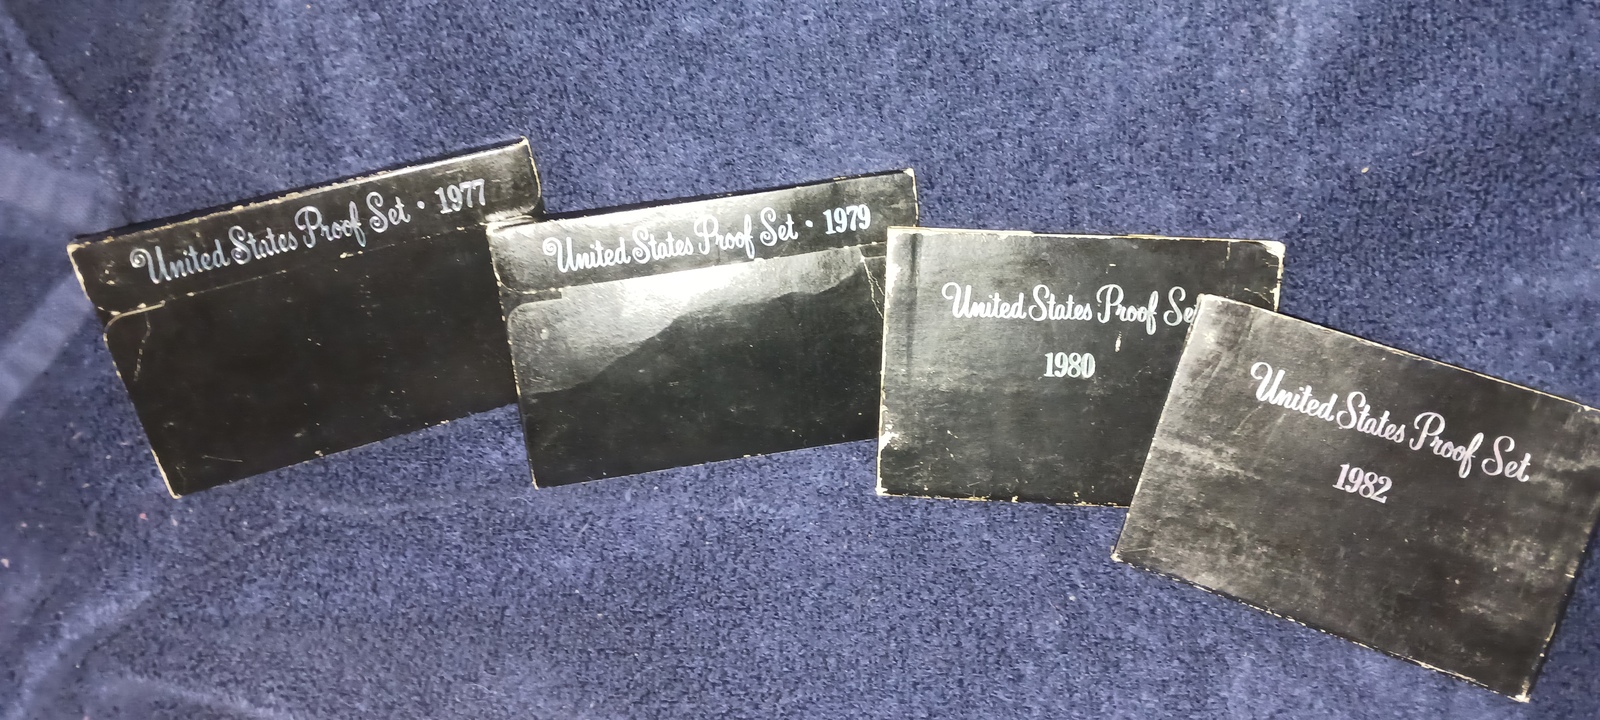 United States Proof Set · 1977
United States Proof Set · 1979
United States Proof Se
1980
United States Proof Set
1982